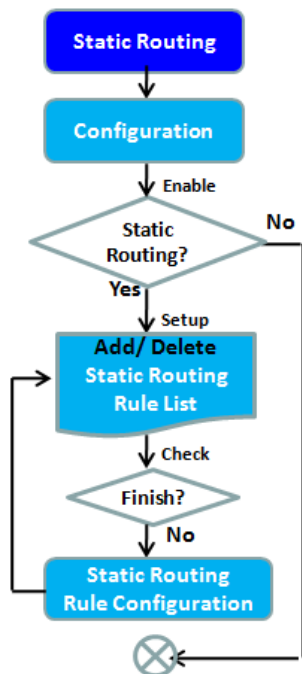 Static Routing
Configuration
Enable
No
Static
Routing?
Yes
Setup
Add/ Delete
Static Routing
Rule List
Check
Finish?
No
Static Routing
Rule Configuration